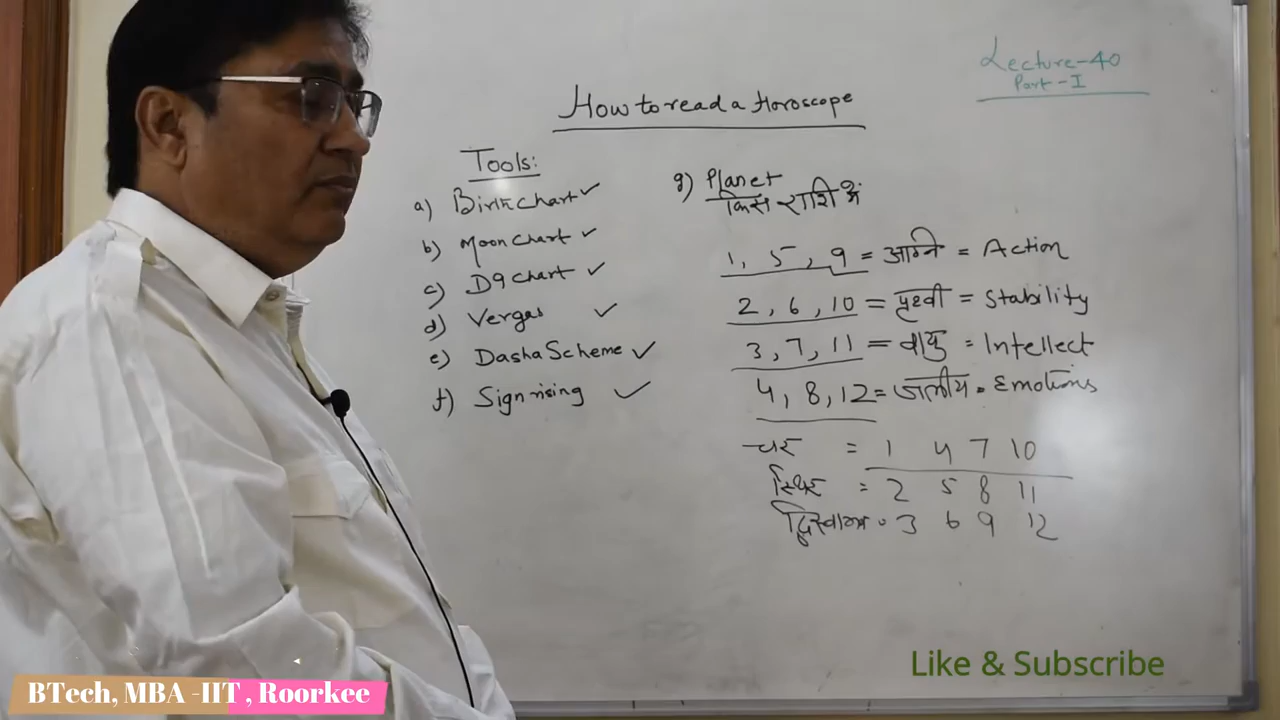 Lecture-40
Part-I
How to read a Horoscope
Tools:
a) Birth Chart ✓
b) Moon Chart ✓
c) D9 Chart ✓
d) Vergas ✓
e) Dasha Scheme ✓
f) Sign rising ✓
g) Planet
किस राशि में
1, 5, 9 = अग्नि = Action
2, 6, 10 = पृथ्वी = Stability
3, 7, 11 = वायु = Intellect
4, 8, 12 = जलीय = Emotions
चर = 1 4 7 10
स्थिर = 2 5 8 11
द्विस्वभाव = 3 6 9 12
Like & Subscribe
BTech, MBA -IIT , Roorkee